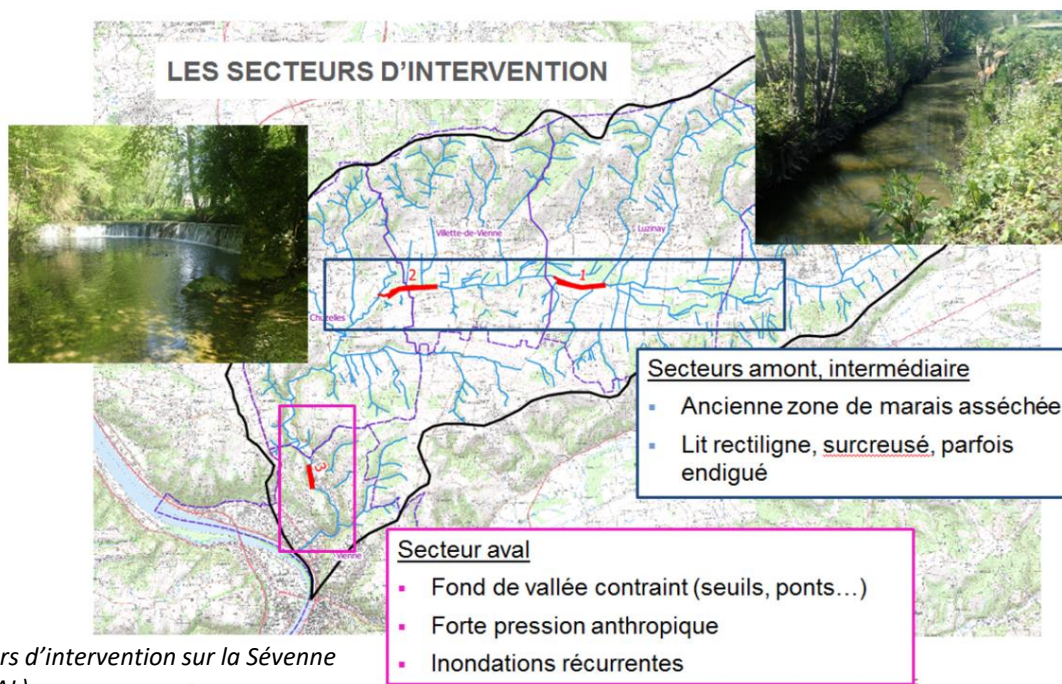 LES SECTEURS D'INTERVENTION
Villette-de-Vienne
Luzinay
2
1
Chuzelles
Secteurs amont, intermédiaire
▪ Ancienne zone de marais asséchée
▪ Lit rectiligne, surcreusé, parfois
endigué
3
Vienne
Secteur aval
▪ Fond de vallée contraint (seuils, ponts…)
▪ Forte pression anthropique
▪ Inondations récurrentes
rs d'intervention sur la Sévenne